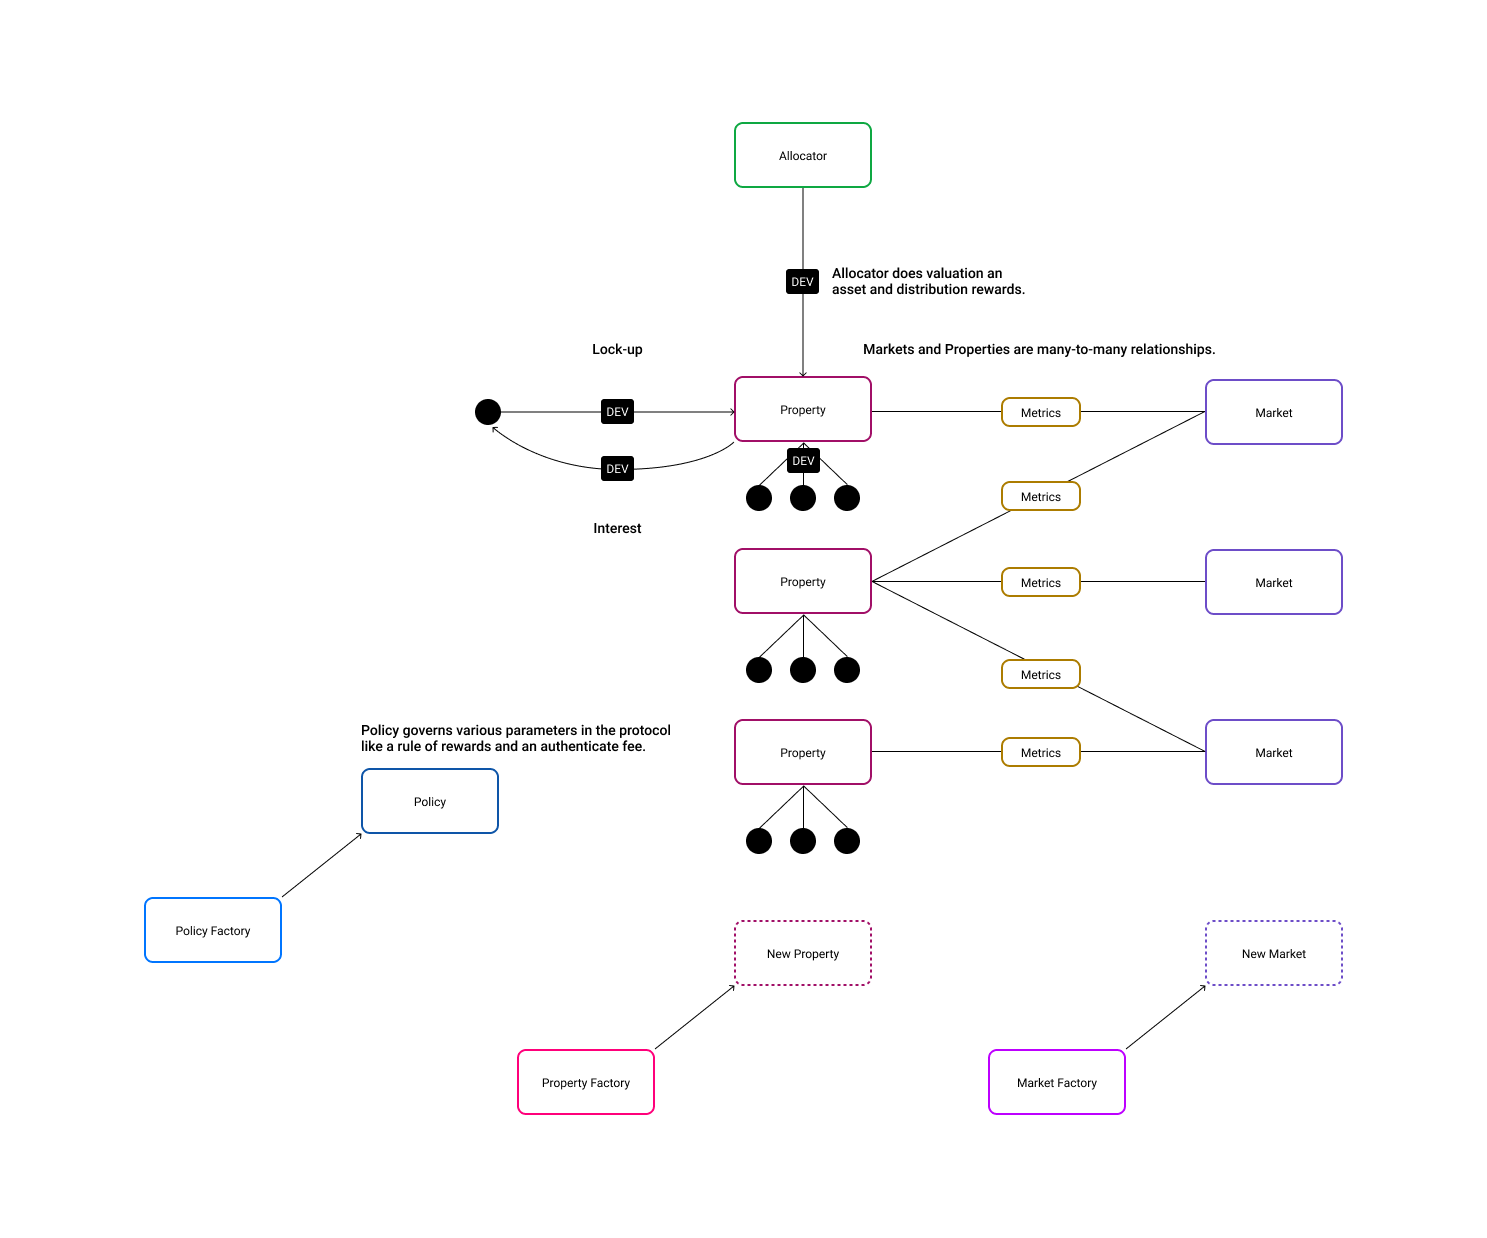 Allocator
DEV
Allocator does valuation an
asset and distribution rewards.
Lock-up
Markets and Properties are many-to-many relationships.
DEV
Property
Metrics
Market
DEV
DEV
Metrics
Interest
Property
Metrics
Market
Metrics
Policy governs various parameters in the protocol
like a rule of rewards and an authenticate fee.
Property
Metrics
Market
Policy
Policy Factory
New Property
New Market
Property Factory
Market Factory